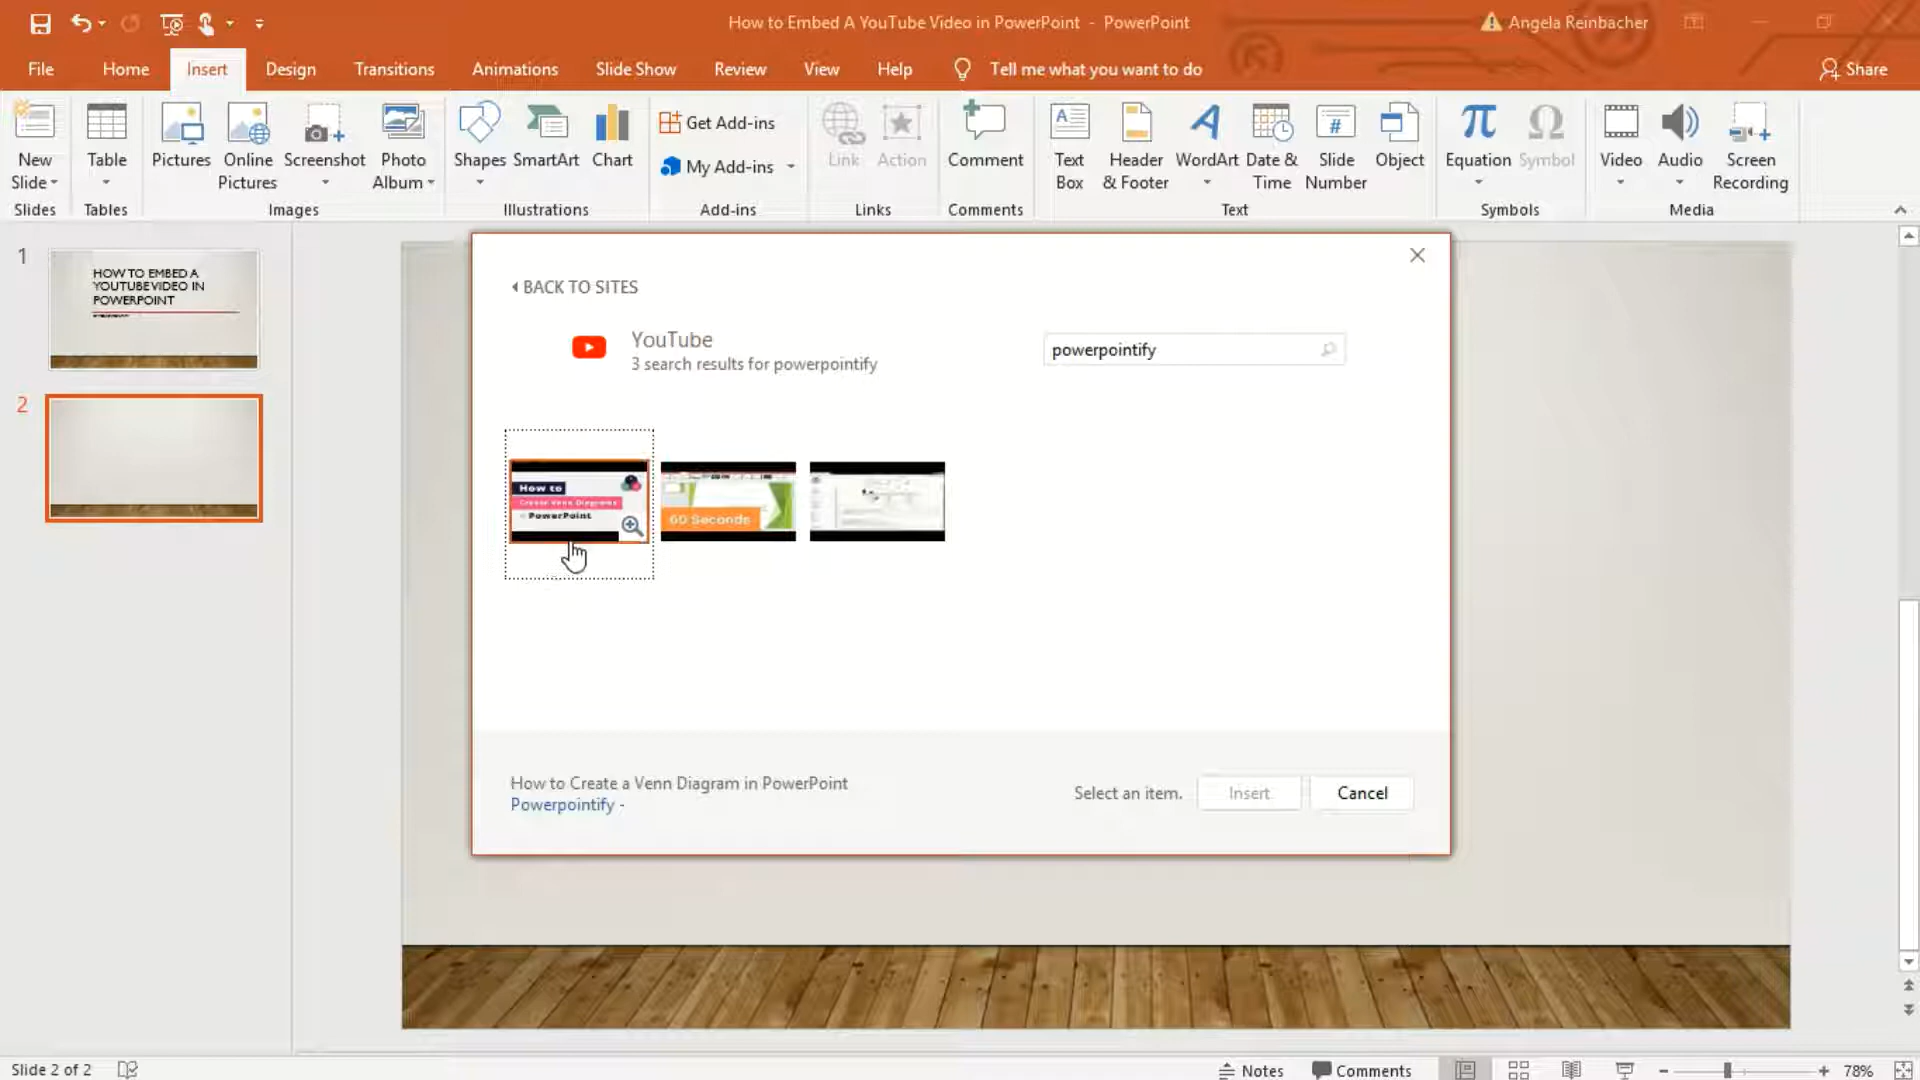 How to Embed A YouTube Video in PowerPoint - PowerPoint
Angela Reinbacher
File Home Insert Design Transitions Animations Slide Show Review View Help Tell me what you want to do Share
New Slide
Table
Pictures
Online Pictures
Screenshot
Photo Album
Shapes
SmartArt
Chart
Get Add-ins
My Add-ins
Link
Action
Comment
Text Box
Header & Footer
WordArt
Date & Time
Slide Number
Object
Equation
Symbol
Video
Audio
Screen Recording
Slides Tables Images Illustrations Add-ins Links Comments Text Symbols Media
1
HOW TO EMBED A
YOUTUBE VIDEO IN
POWERPOINT
2
BACK TO SITES
YouTube
3 search results for powerpointify
powerpointify
How to
Create Venn Diagrams
PowerPoint
60 Seconds
How to Create a Venn Diagram in PowerPoint
Powerpointify -
Select an item.
Insert
Cancel
Slide 2 of 2
Notes
Comments
78%